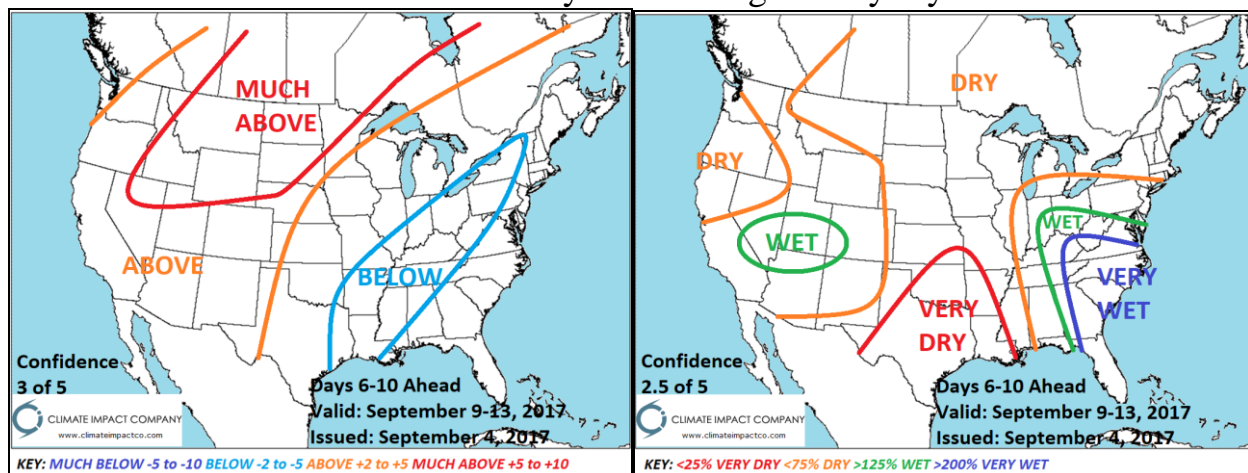 MUCH
ABOVE
ABOVE
BELOW
Confidence
3 of 5
Days 6-10 Ahead
Valid: September 9-13, 2017
Issued: September 4, 2017
CLIMATE IMPACT COMPANY
www.climateimpactco.com
KEY: MUCH BELOW -5 to -10 BELOW -2 to -5 ABOVE +2 to +5 MUCH ABOVE +5 to +10
DRY
DRY
WET
WET
VERY
WET
VERY
DRY
Confidence
2.5 of 5
Days 6-10 Ahead
Valid: September 9-13, 2017
Issued: September 4, 2017
CLIMATE IMPACT COMPANY
www.climateimpactco.com
KEY: <25% VERY DRY <75% DRY >125% WET >200% VERY WET